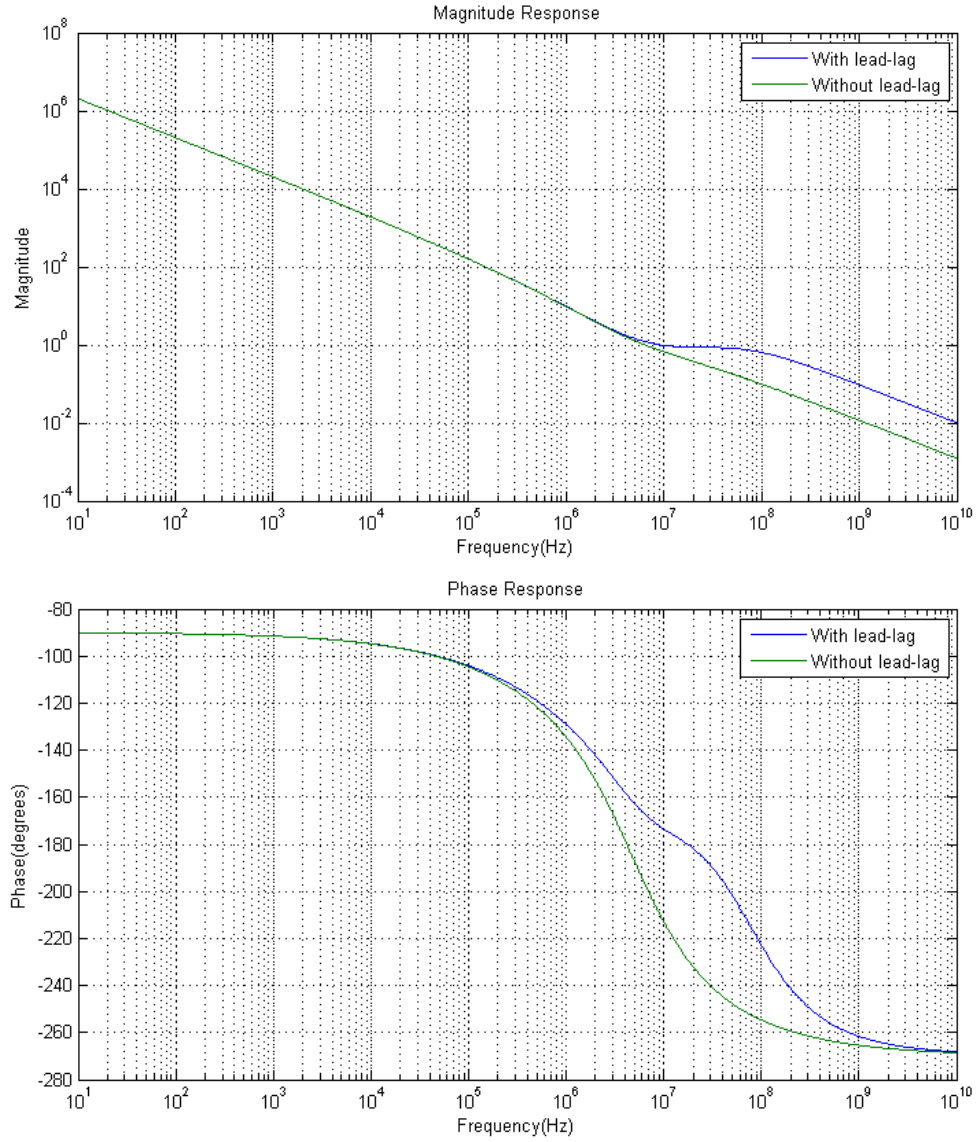 Magnitude Response
10^8
10^6
10^4
10^2
10^0
10^-2
10^-4
Magnitude
With lead-lag
Without lead-lag
10^1 10^2 10^3 10^4 10^5 10^6 10^7 10^8 10^9 10^10
Frequency(Hz)
Phase Response
-80
-100
-120
-140
-160
-180
-200
-220
-240
-260
-280
Phase(degrees)
With lead-lag
Without lead-lag
10^1 10^2 10^3 10^4 10^5 10^6 10^7 10^8 10^9 10^10
Frequency(Hz)